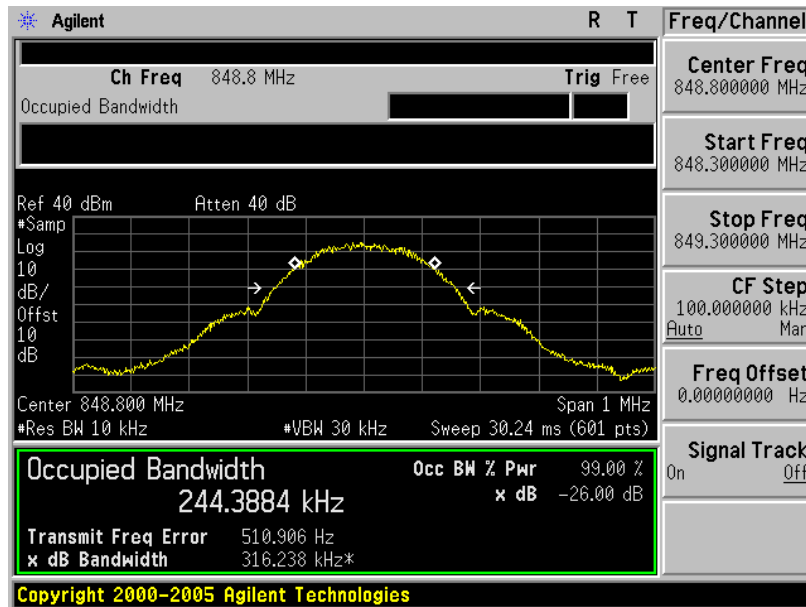 Agilent R T Freq/Channel
Ch Freq 848.8 MHz Trig Free
Occupied Bandwidth
Center Freq
848.800000 MHz
Start Freq
848.300000 MHz
Stop Freq
849.300000 MHz
CF Step
100.000000 kHz
Auto Man
Freq Offset
0.00000000 Hz
Signal Track
On Off
Ref 40 dBm Atten 40 dB
#Samp
Log
10
dB/
Offst
10
dB
Center 848.800 MHz Span 1 MHz
#Res BW 10 kHz #VBW 30 kHz Sweep 30.24 ms (601 pts)
Occupied Bandwidth Occ BW % Pwr 99.00 %
244.3884 kHz x dB -26.00 dB
Transmit Freq Error 510.906 Hz
x dB Bandwidth 316.238 kHz*
Copyright 2000-2005 Agilent Technologies